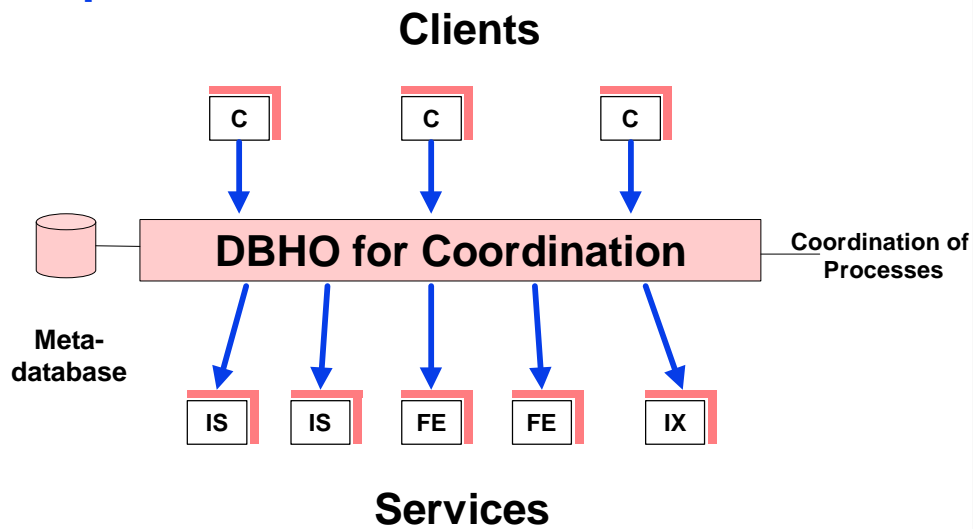 Clients
C
C
C
DBHO for Coordination
Coordination of
Processes
Meta-
database
IS
IS
FE
FE
IX
Services